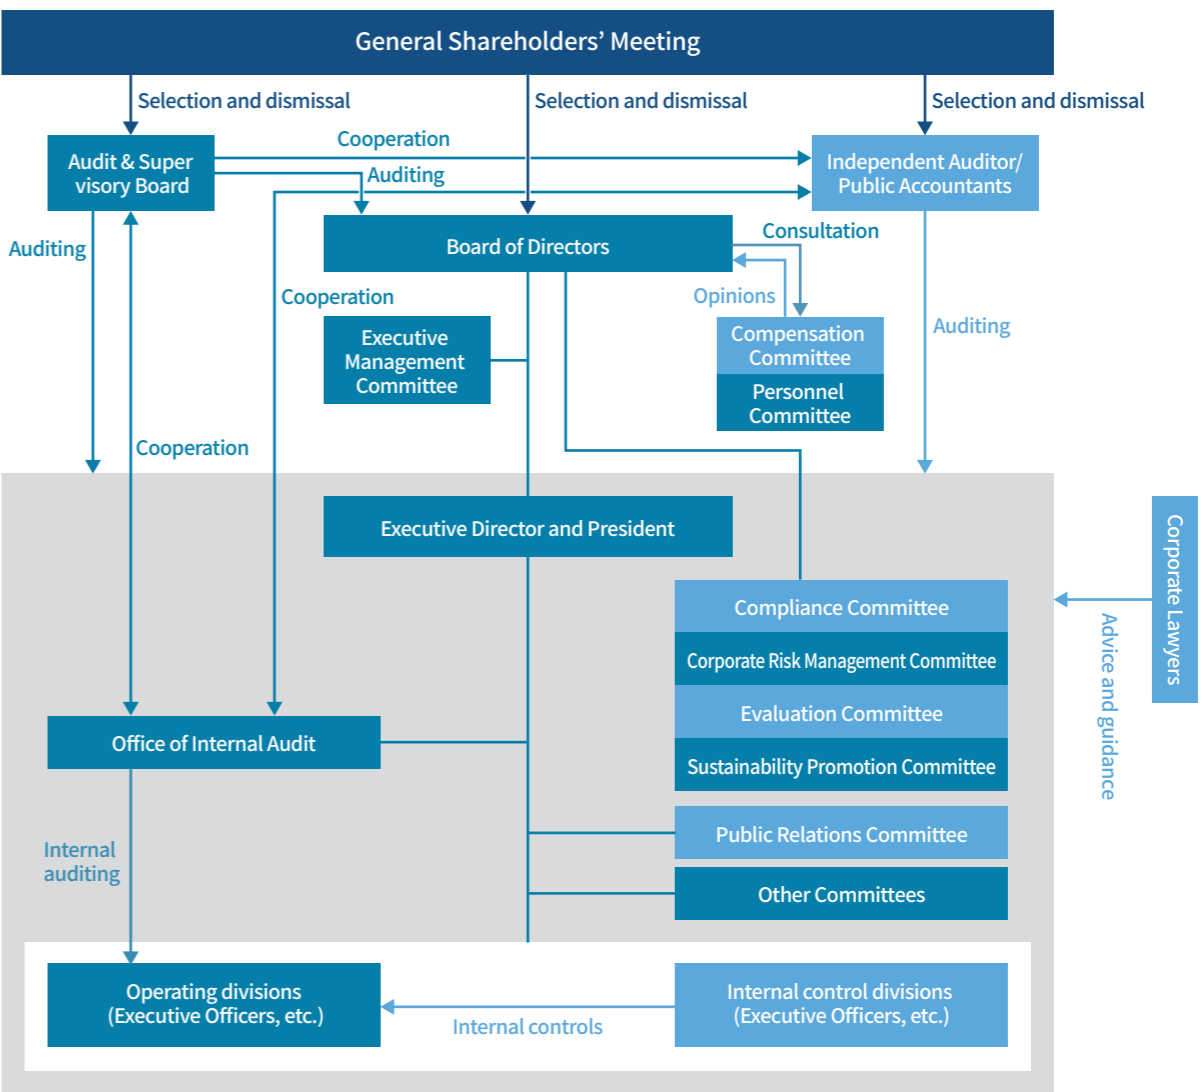 General Shareholders’ Meeting
Selection and dismissal
Selection and dismissal
Selection and dismissal
Cooperation
Audit & Super
visory Board
Independent Auditor/
Public Accountants
Auditing
Consultation
Board of Directors
Auditing
Cooperation
Opinions
Executive
Management
Committee
Compensation
Committee
Auditing
Personnel
Committee
Cooperation
Executive Director and President
Corporate Lawyers
Advice and guidance
Compliance Committee
Corporate Risk Management Committee
Evaluation Committee
Office of Internal Audit
Sustainability Promotion Committee
Public Relations Committee
Internal
auditing
Other Committees
Operating divisions
(Executive Officers, etc.)
Internal controls
Internal control divisions
(Executive Officers, etc.)